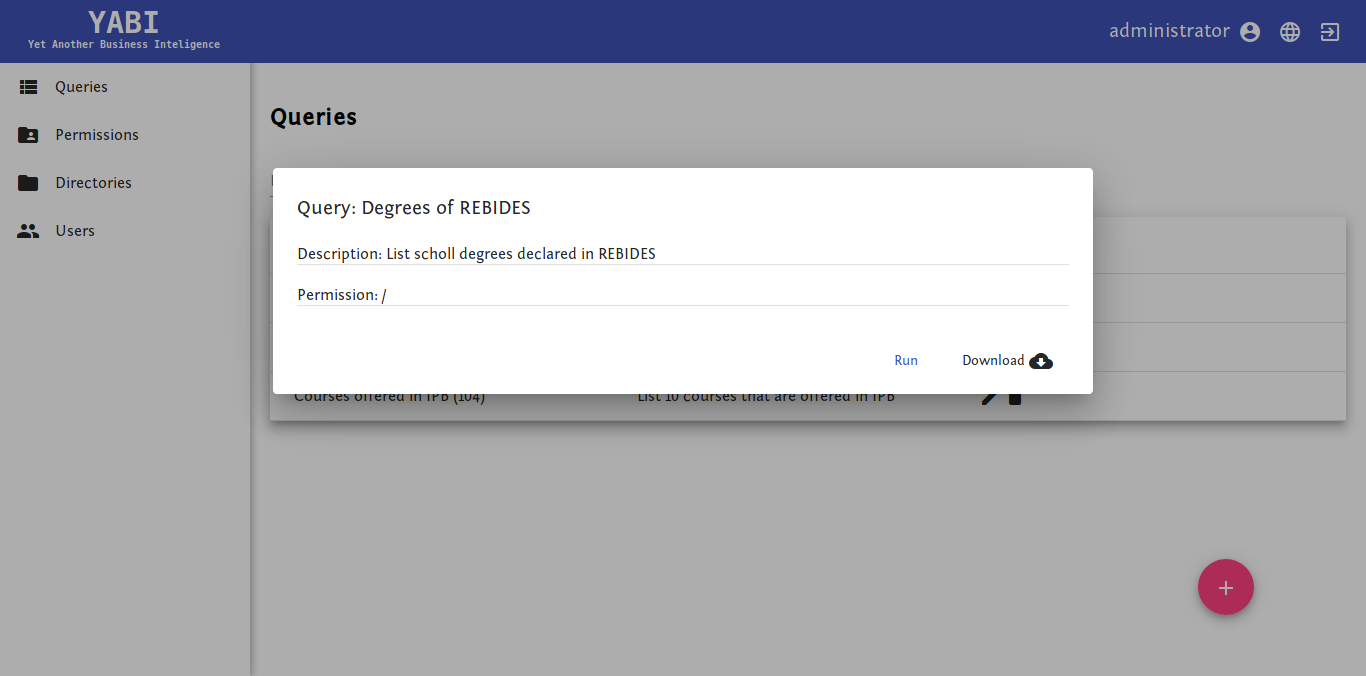 YABI
Yet Another Business Inteligence
administrator
Queries
Permissions
Directories
Users
Queries
Query: Degrees of REBIDES
Description: List scholl degrees declared in REBIDES
Permission: /
Run
Download
Courses offered in IPB (104)
List 10 courses that are offered in IPB